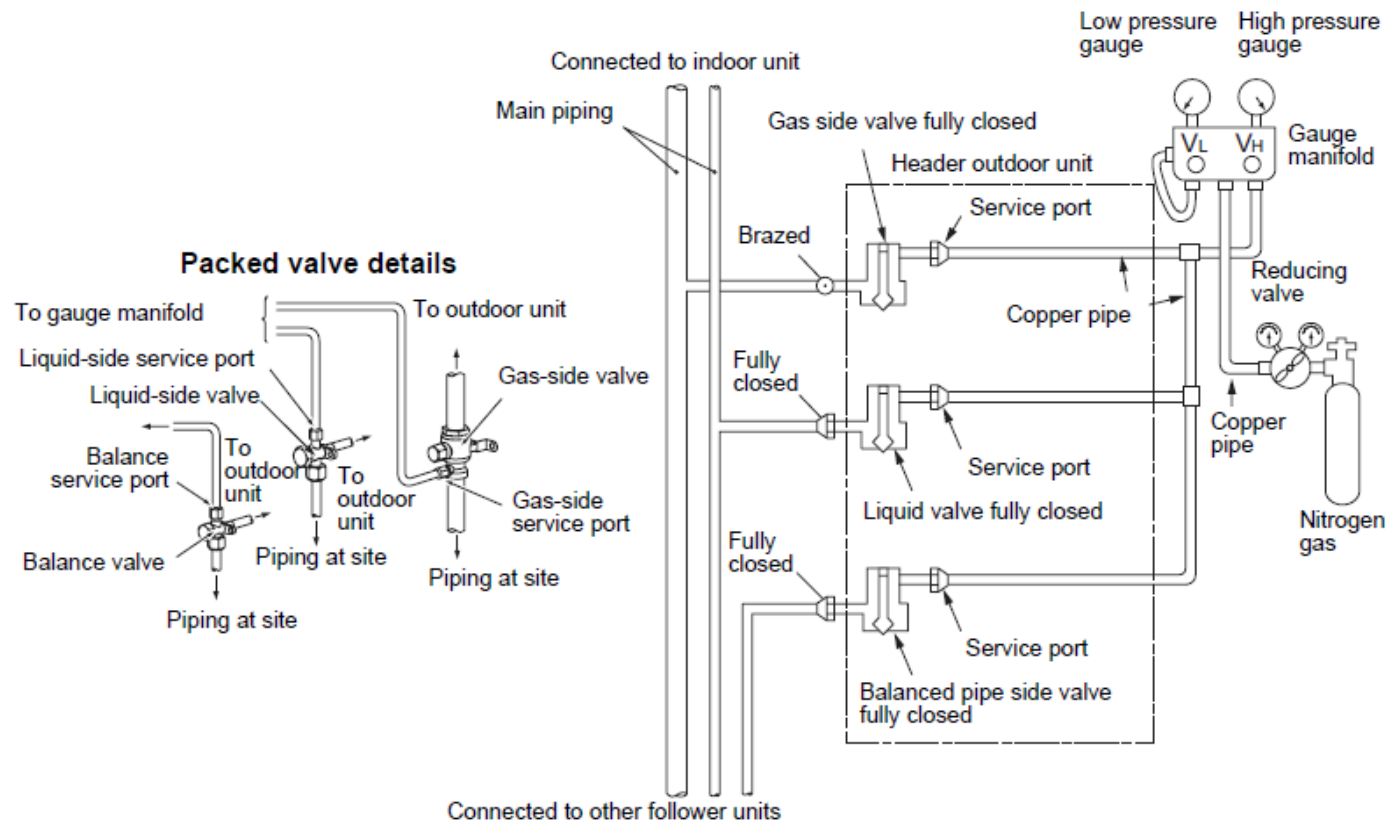 Low pressure
gauge
High pressure
gauge
Connected to indoor unit
Main piping
Gas side valve fully closed
Header outdoor unit
VL
VH
Gauge
manifold
Service port
Brazed
Packed valve details
To gauge manifold
To outdoor unit
Reducing
valve
Copper pipe
Liquid-side service port
Fully
closed
Gas-side valve
Liquid-side valve
Copper
pipe
Balance
service port
To
outdoor
unit
To
outdoor
unit
Service port
Gas-side
service port
Liquid valve fully closed
Nitrogen
gas
Balance valve
Piping at site
Fully
closed
Piping at site
Piping at site
Service port
Balanced pipe side valve
fully closed
Connected to other follower units